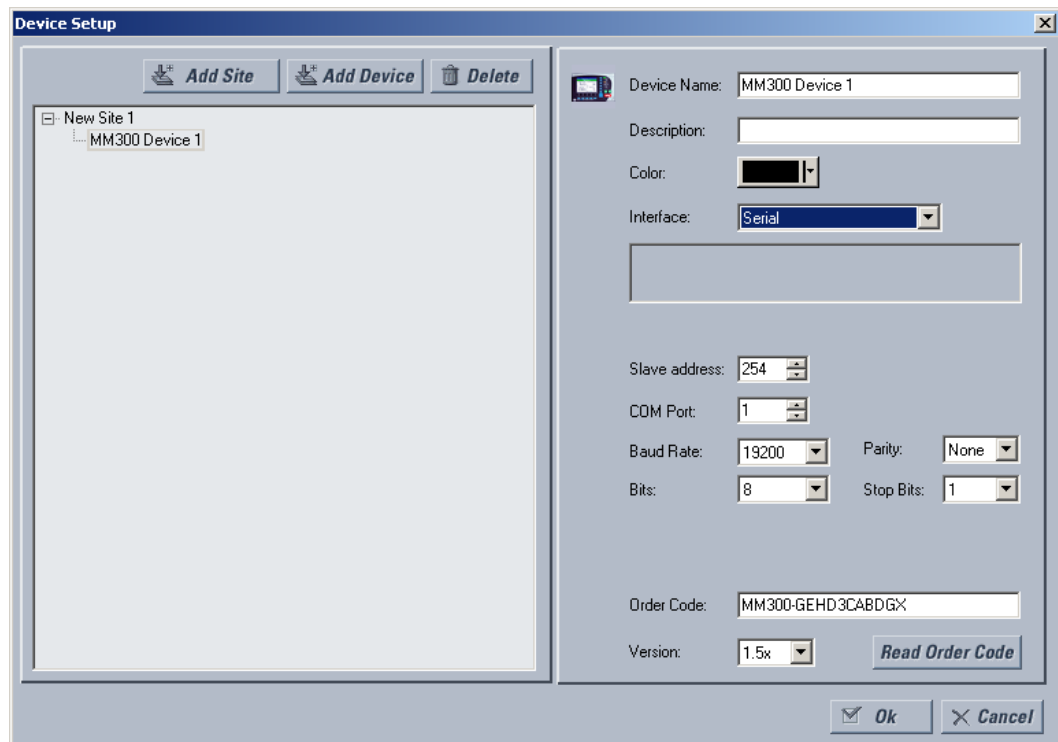 Device Setup
Add Site Add Device Delete
New Site 1
MM300 Device 1
Device Name: MM300 Device 1
Description:
Color:
Interface: Serial
Slave address: 254
COM Port: 1
Baud Rate: 19200 Parity: None
Bits: 8 Stop Bits: 1
Order Code: MM300-GEHD3CABDGX
Version: 1.5x Read Order Code
Ok Cancel